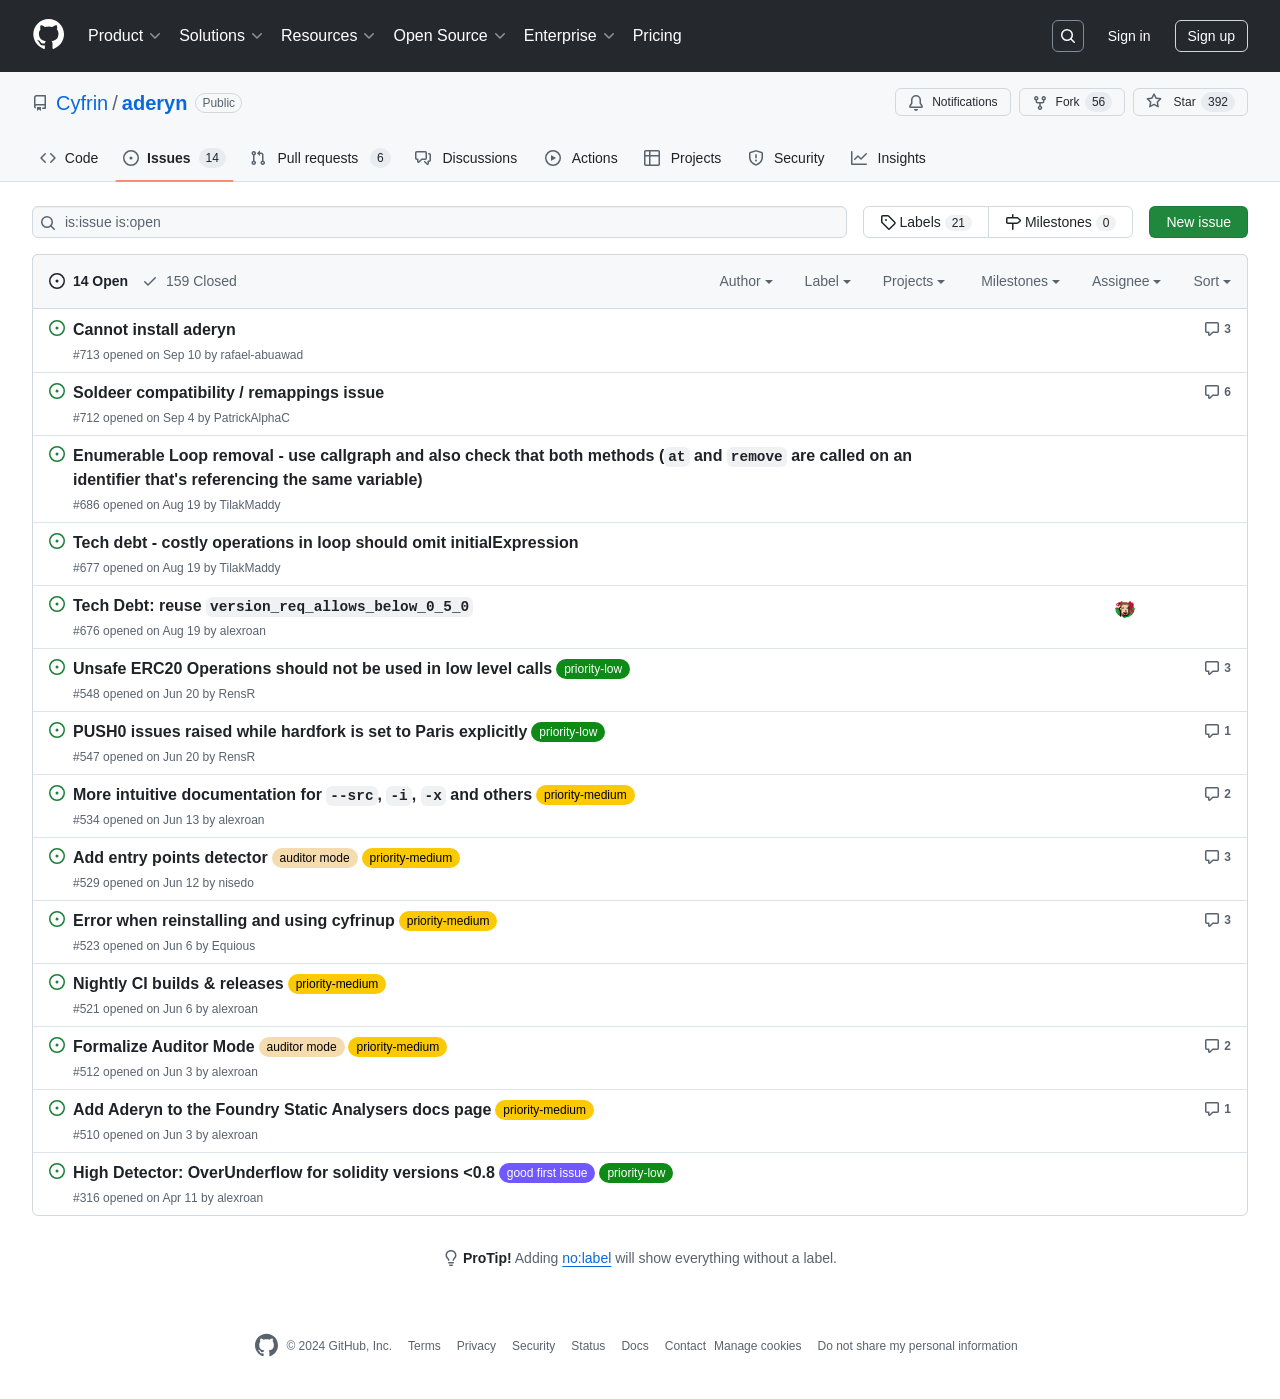 Product Solutions Resources Open Source Enterprise Pricing Sign in Sign up
Cyfrin / aderyn Public Notifications Fork 56 Star 392
Code Issues 14 Pull requests 6 Discussions Actions Projects Security Insights
is:issue is:open Labels 21 Milestones 0 New issue
14 Open 159 Closed Author Label Projects Milestones Assignee Sort
Cannot install aderyn 3
#713 opened on Sep 10 by rafael-abuawad
Soldeer compatibility / remappings issue 6
#712 opened on Sep 4 by PatrickAlphaC
Enumerable Loop removal - use callgraph and also check that both methods (at and remove are called on an
identifier that's referencing the same variable)
#686 opened on Aug 19 by TilakMaddy
Tech debt - costly operations in loop should omit initialExpression
#677 opened on Aug 19 by TilakMaddy
Tech Debt: reuse version_req_allows_below_0_5_0
#676 opened on Aug 19 by alexroan
Unsafe ERC20 Operations should not be used in low level calls priority-low 3
#548 opened on Jun 20 by RensR
PUSH0 issues raised while hardfork is set to Paris explicitly priority-low 1
#547 opened on Jun 20 by RensR
More intuitive documentation for --src, -i, -x and others priority-medium 2
#534 opened on Jun 13 by alexroan
Add entry points detector auditor mode priority-medium 3
#529 opened on Jun 12 by nisedo
Error when reinstalling and using cyfrinup priority-medium 3
#523 opened on Jun 6 by Equious
Nightly CI builds & releases priority-medium
#521 opened on Jun 6 by alexroan
Formalize Auditor Mode auditor mode priority-medium 2
#512 opened on Jun 3 by alexroan
Add Aderyn to the Foundry Static Analysers docs page priority-medium 1
#510 opened on Jun 3 by alexroan
High Detector: OverUnderflow for solidity versions <0.8 good first issue priority-low
#316 opened on Apr 11 by alexroan
ProTip! Adding no:label will show everything without a label.
© 2024 GitHub, Inc. Terms Privacy Security Status Docs Contact Manage cookies Do not share my personal information